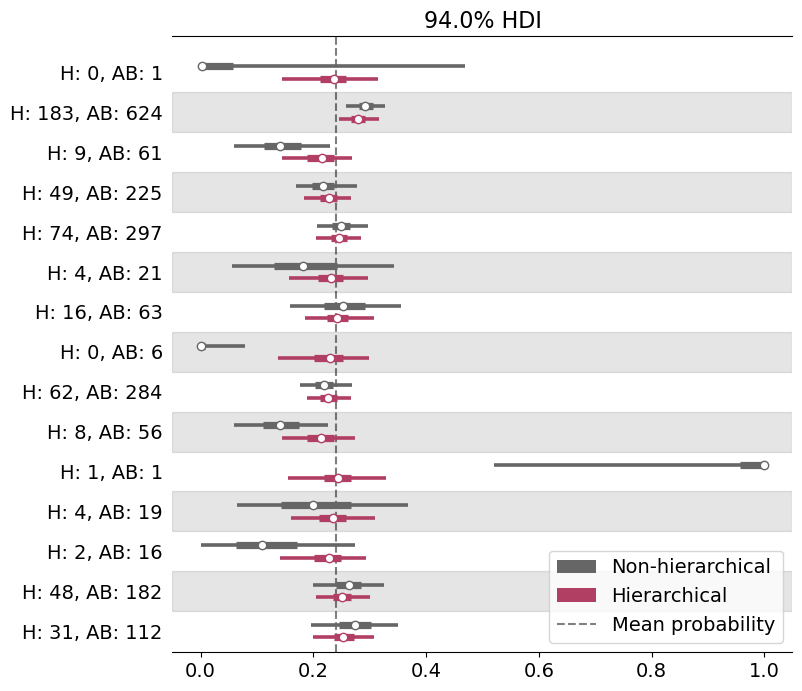 94.0% HDI
H: 0, AB: 1
H: 183, AB: 624
H: 9, AB: 61
H: 49, AB: 225
H: 74, AB: 297
H: 4, AB: 21
H: 16, AB: 63
H: 0, AB: 6
H: 62, AB: 284
H: 8, AB: 56
H: 1, AB: 1
H: 4, AB: 19
H: 2, AB: 16
H: 48, AB: 182
H: 31, AB: 112
Non-hierarchical
Hierarchical
Mean probability
0.0 0.2 0.4 0.6 0.8 1.0